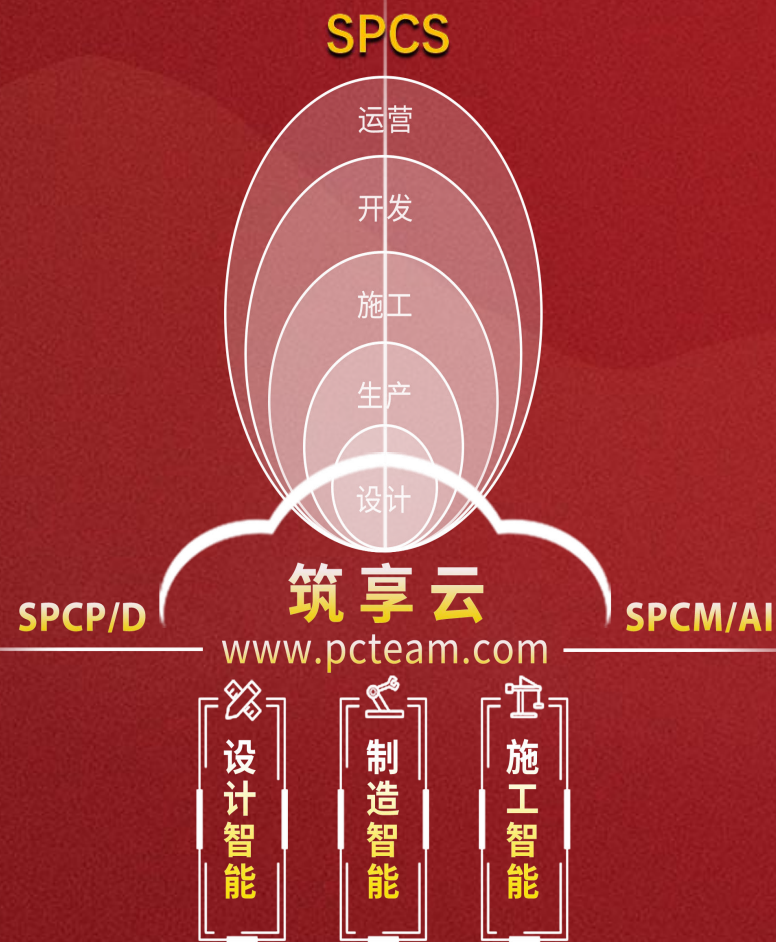 SPCS
运营
开发
施工
生产
设计
筑享云
SPCP/D
SPCM/AI
www.pcteam.com
设计智能
制造智能
施工智能